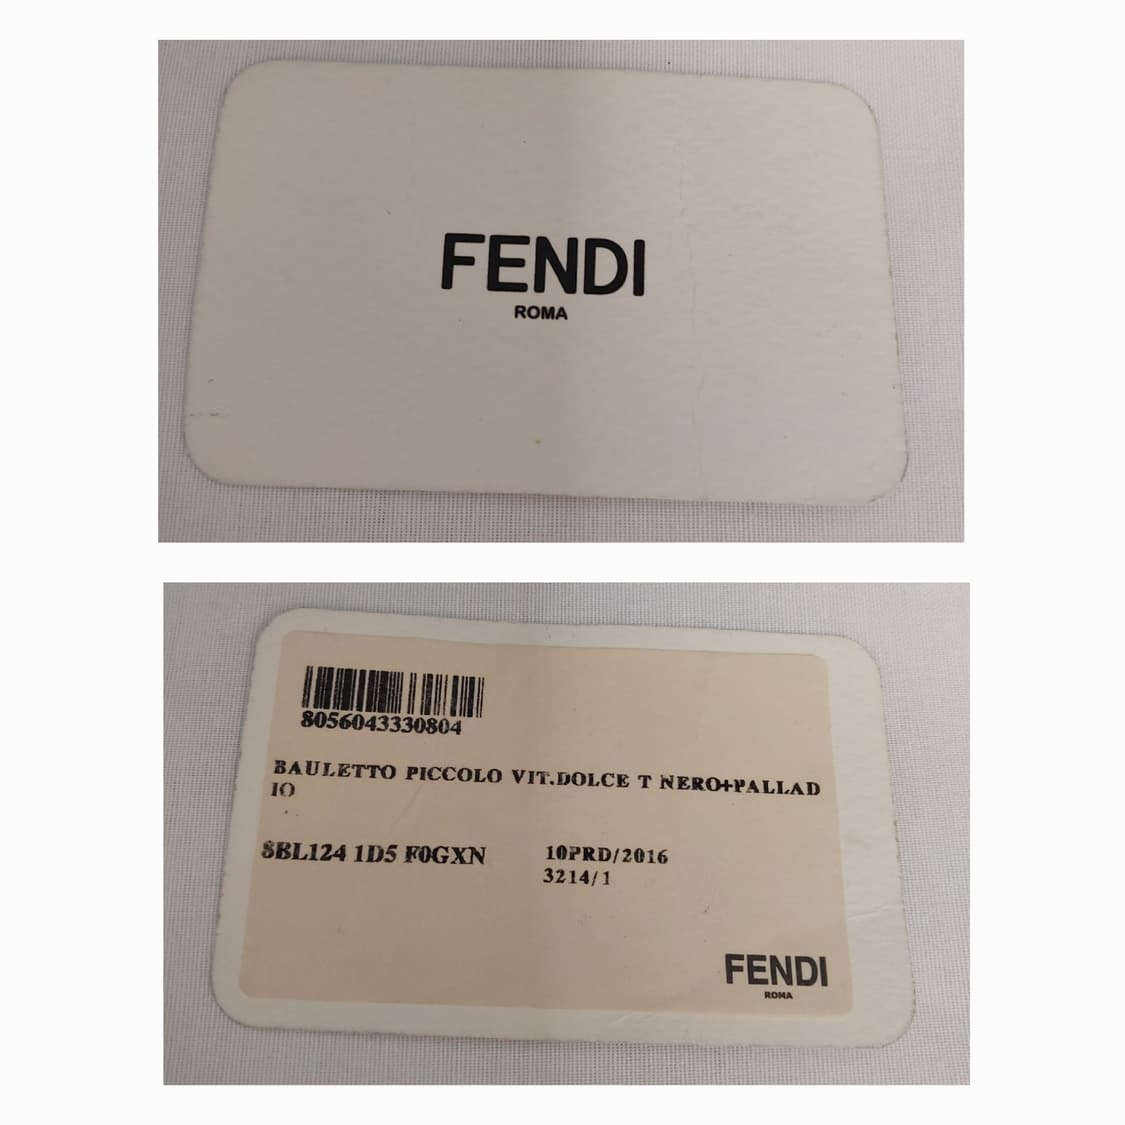 FENDI
ROMA
8056043330804
BAULETTO PICCOLO VIT.DOLCE T NERO+PALLAD
IO
8BL124 1D5 F0GXN
10PRD/2016
3214/1
FENDI
ROMA